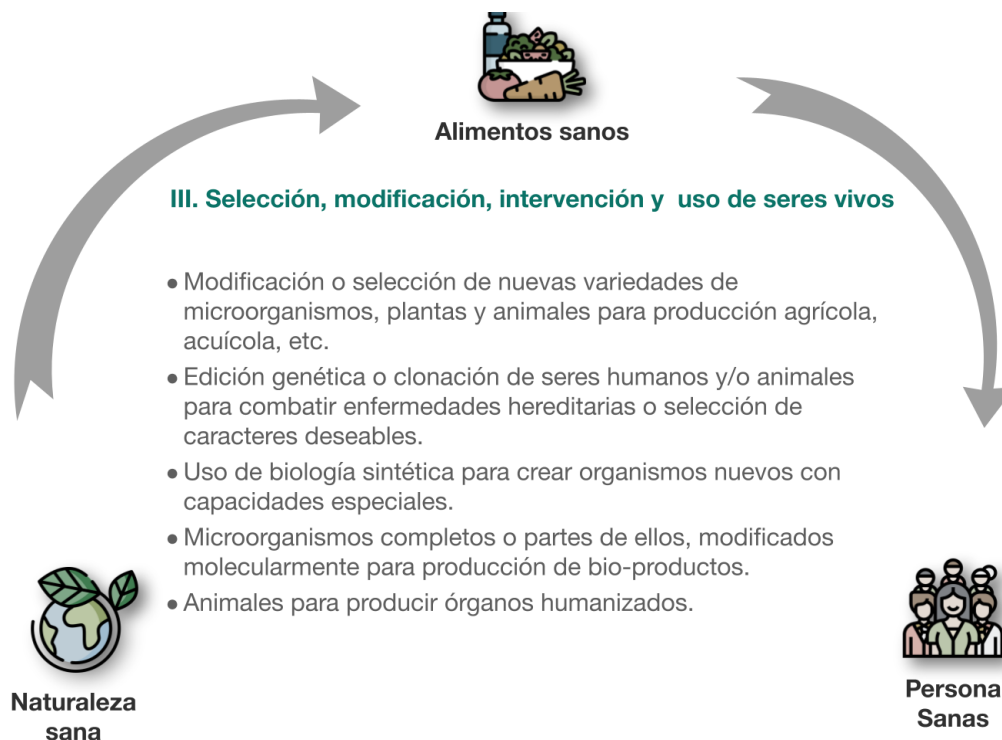 Alimentos sanos
III. Selección, modificación, intervención y uso de seres vivos
• Modificación o selección de nuevas variedades de
microorganismos, plantas y animales para producción agrícola,
acuícola, etc.
• Edición genética o clonación de seres humanos y/o animales
para combatir enfermedades hereditarias o selección de
caracteres deseables.
• Uso de biología sintética para crear organismos nuevos con
capacidades especiales.
• Microorganismos completos o partes de ellos, modificados
molecularmente para producción de bio-productos.
• Animales para producir órganos humanizados.
Naturaleza
sana
Persona
Sanas